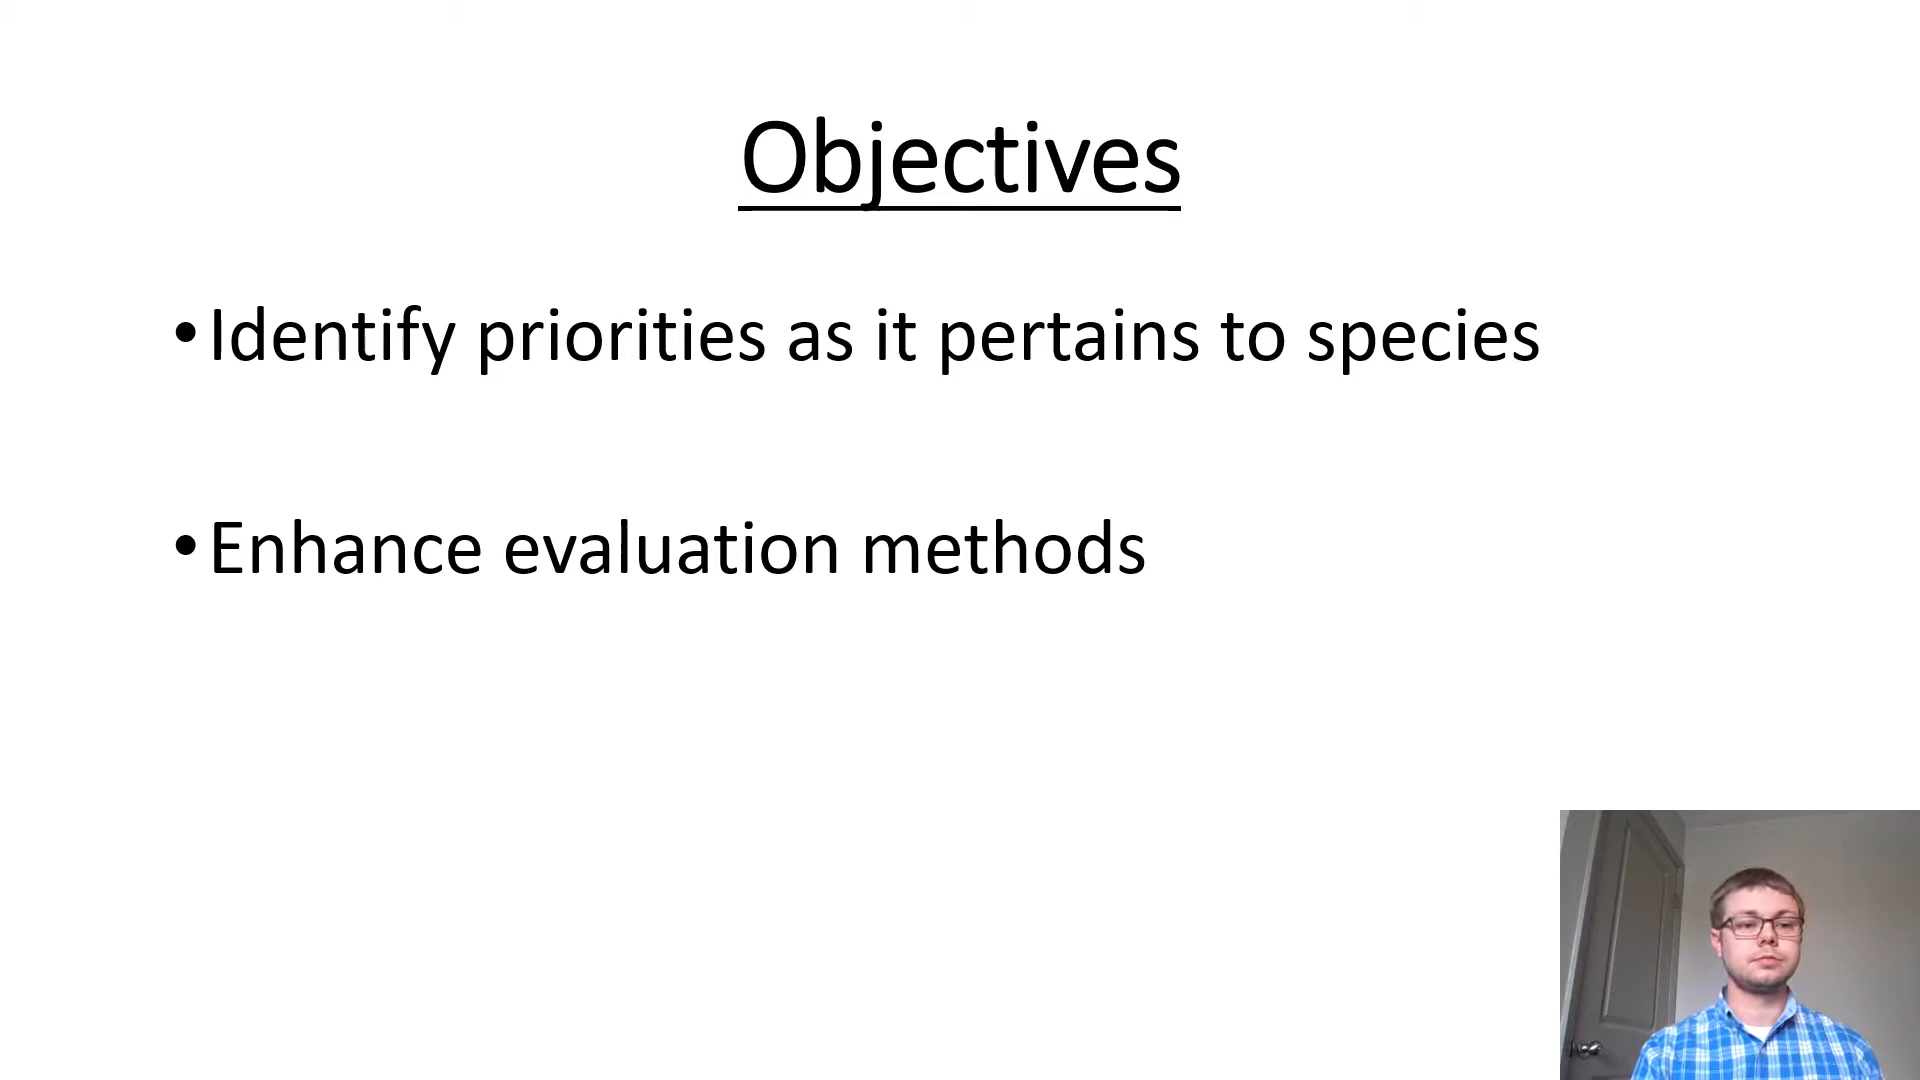 Objectives
•Identify priorities as it pertains to species
•Enhance evaluation methods